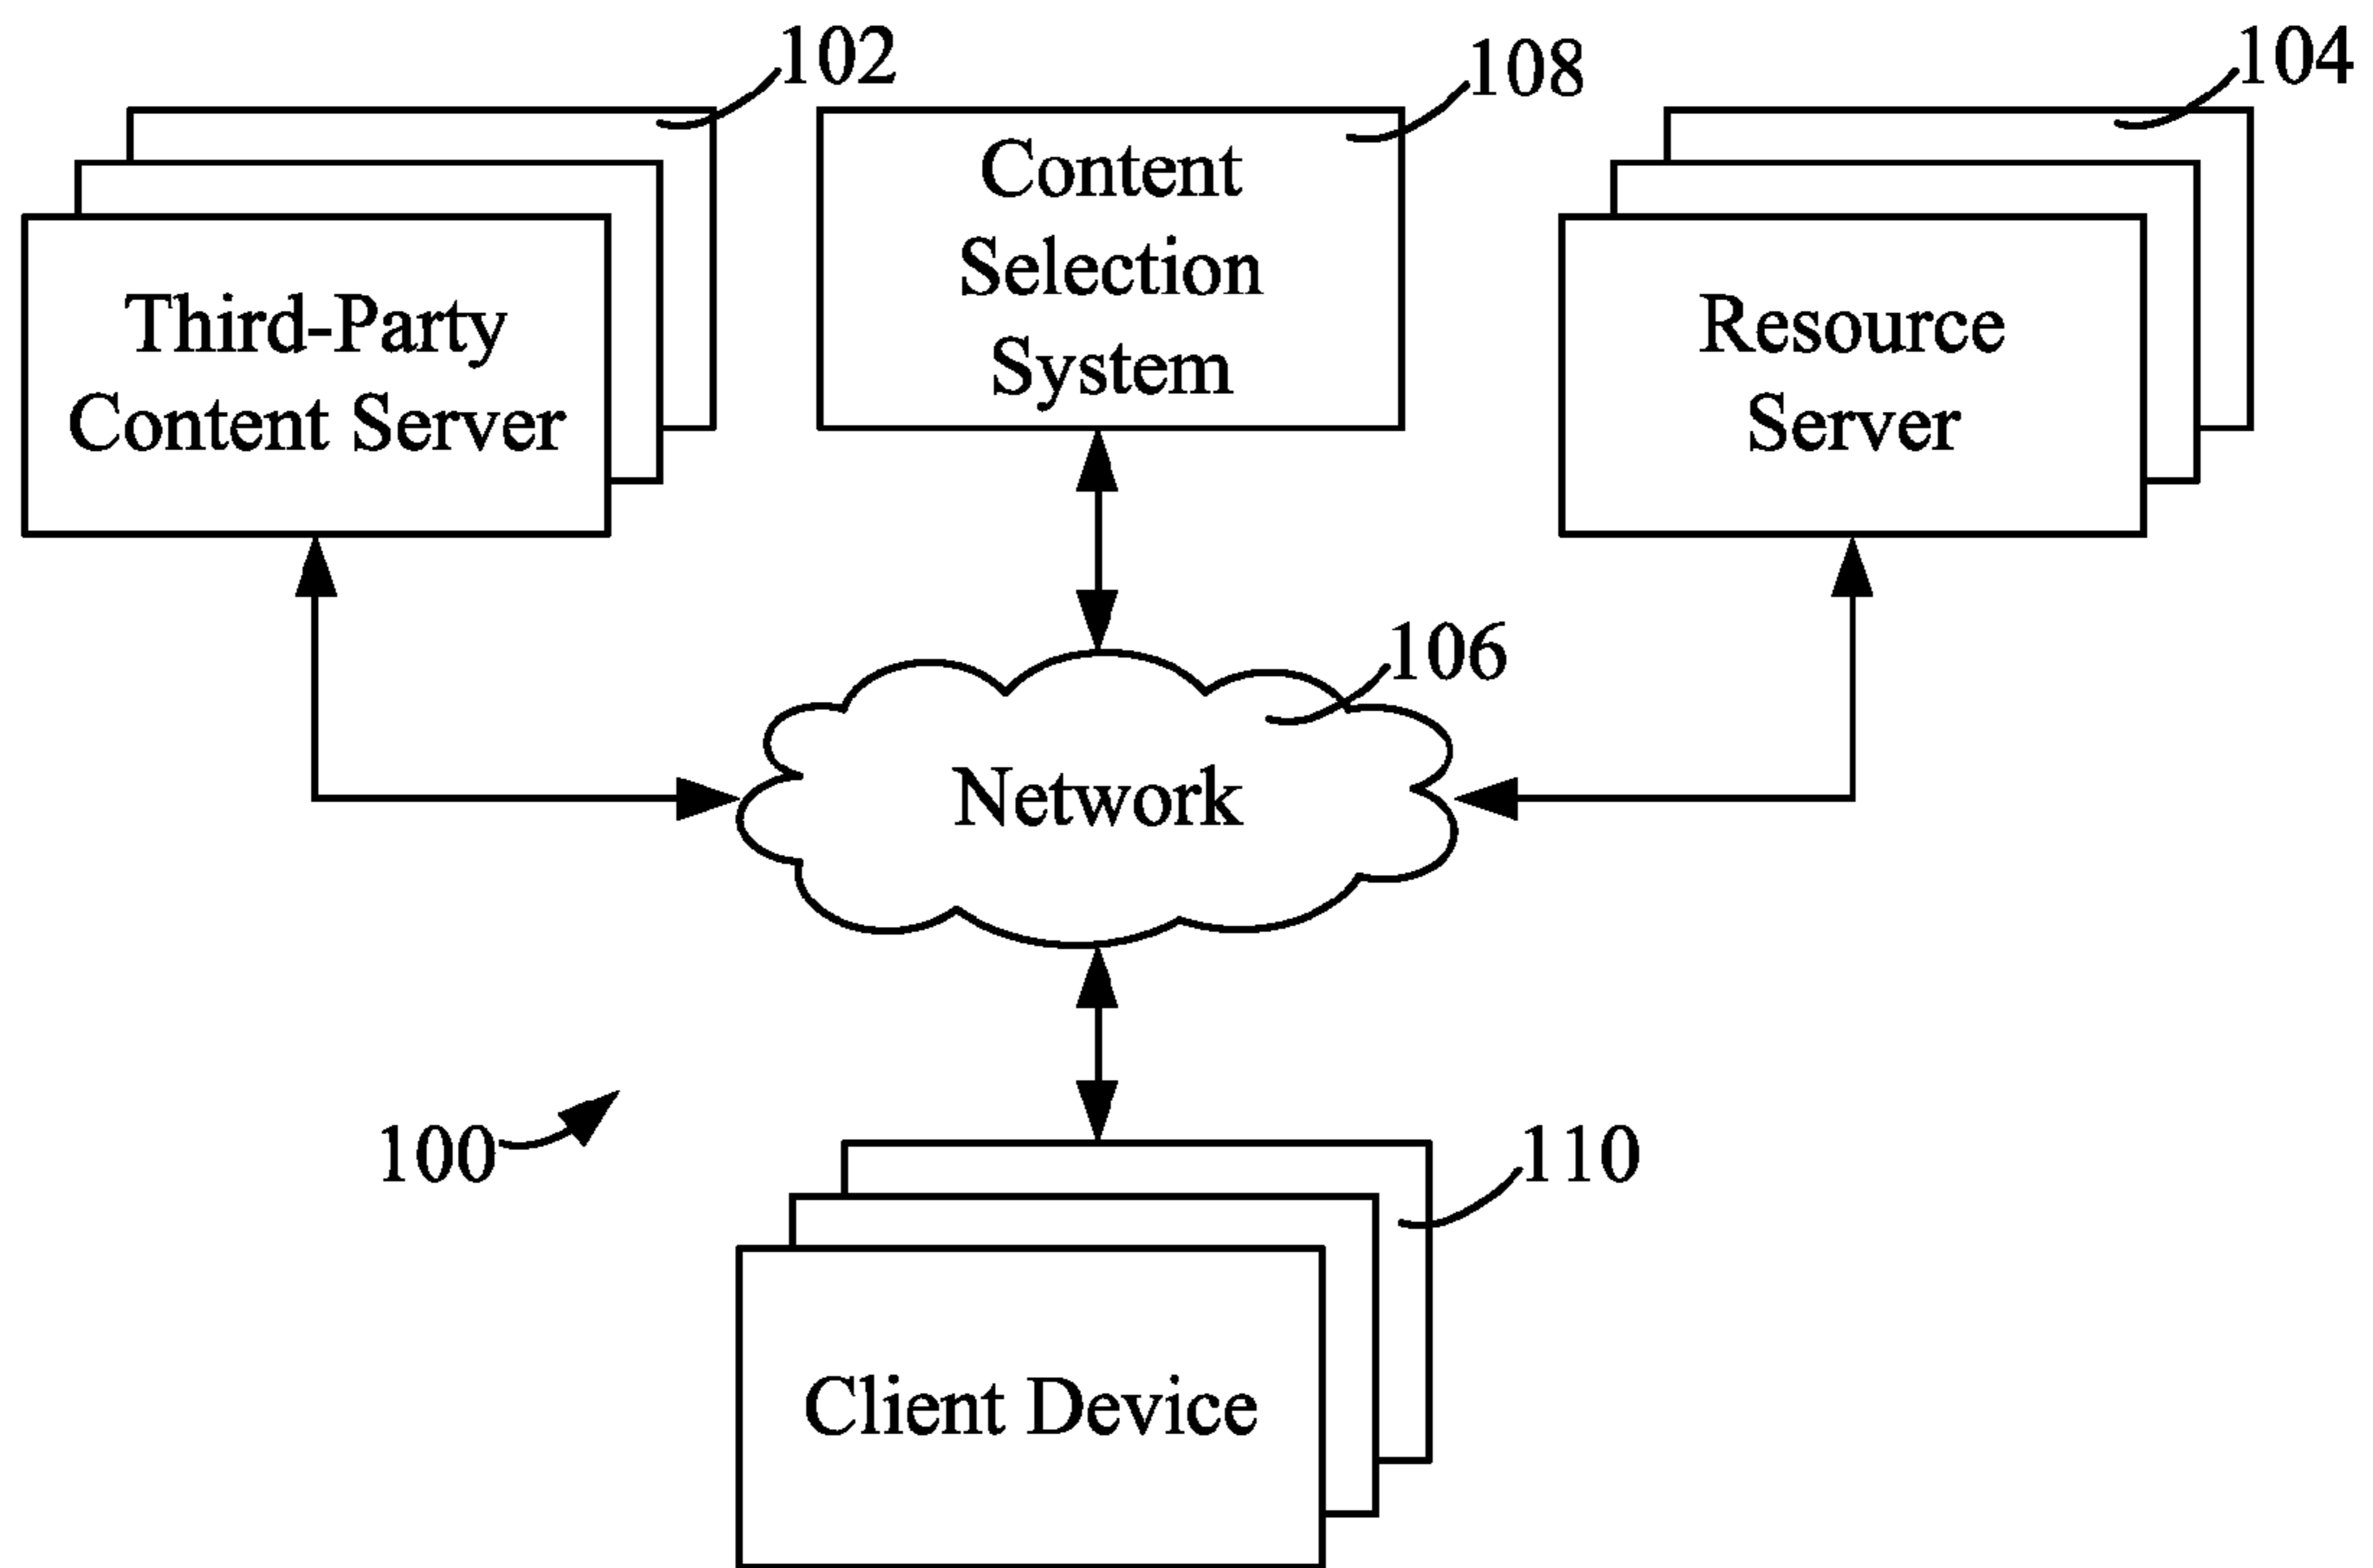 102
108
104
Content
Selection
System
Third-Party
Content Server
Resource
Server
106
Network
100
110
Client Device